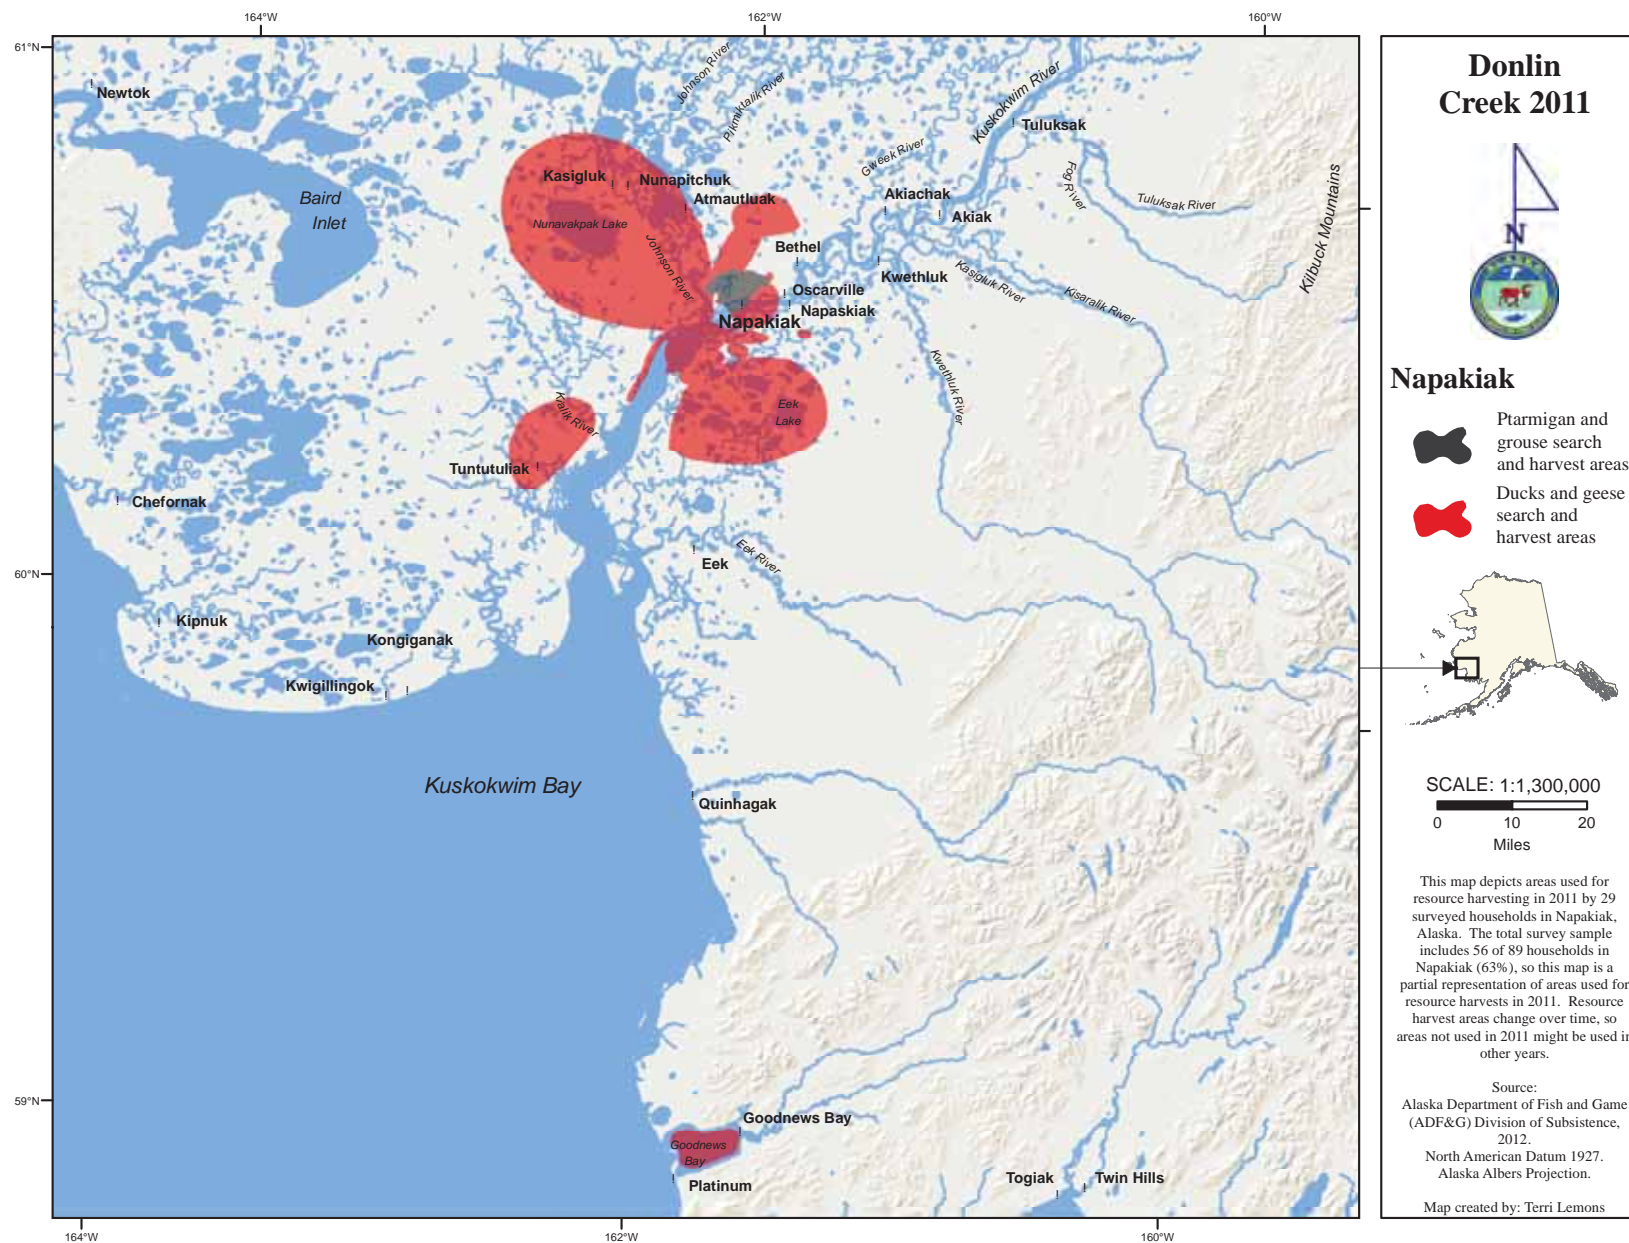 164°W
162°W
160°W
61°N
Newtok
Johnson River
Pikmiktalik River
Kuskokwim River
Tuluksak
Gweek River
Fog River
Kasigluk
Nunapitchuk
Atmautluak
Akiachak
Akiak
Tuluksak River
Kilbuck Mountains
Baird
Inlet
Nunavakpak Lake
Johnson River
Bethel
Kwethluk
Kasigluk River
Kisaralik River
Oscarville
Napaskiak
Napakiak
Kwethluk River
Kialik River
Eek
Lake
Tuntutuliak
Chefornak
60°N
Eek
Eek River
Kipnuk
Kongiganak
Kwigillingok
Kuskokwim Bay
Quinhagak
59°N
Goodnews Bay
Goodnews
Bay
Platinum
Togiak
Twin Hills
164°W
162°W
160°W
Donlin
Creek 2011
N
Napakiak
Ptarmigan and
grouse search
and harvest areas
Ducks and geese
search and
harvest areas
SCALE: 1:1,300,000
0 10 20
Miles
This map depicts areas used for
resource harvesting in 2011 by 29
surveyed households in Napakiak,
Alaska. The total survey sample
includes 56 of 89 households in
Napakiak (63%), so this map is a
partial representation of areas used for
resource harvests in 2011. Resource
harvest areas change over time, so
areas not used in 2011 might be used in
other years.
Source:
Alaska Department of Fish and Game
(ADF&G) Division of Subsistence,
2012.
North American Datum 1927.
Alaska Albers Projection.
Map created by: Terri Lemons